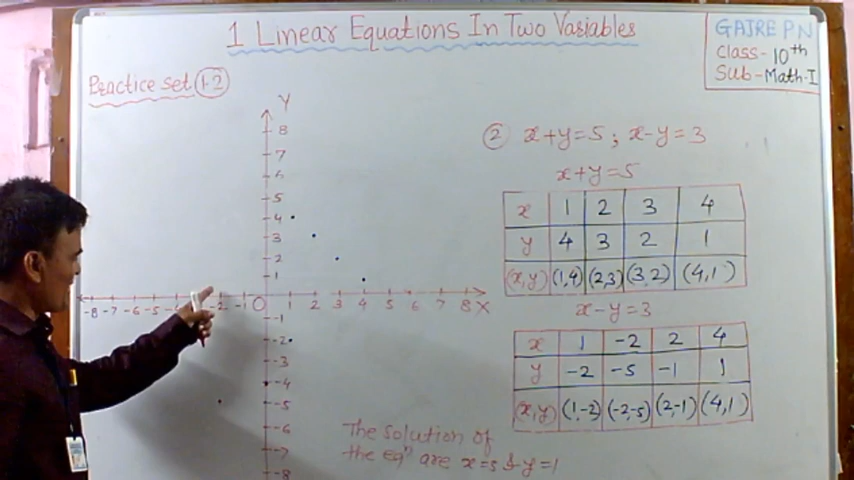 1 Linear Equations In Two Variables
GAIRE PN
Class- 10th
Sub- Math-I
Practice Set 1.2
Y
8
7
6
5
4
3
2
1
-8 -7 -6 -5 -4 -2 -1 O 1 2 3 4 5 6 7 8 X
-1
-2
-3
-4
-5
-6
-7
-8
② x+y=5 ; x-y=3
x+y=5
x 1 2 3 4
y 4 3 2 1
(x,y) (1,4) (2,3) (3,2) (4,1)
x-y=3
x 1 -2 2 4
y -2 -5 -1 1
(x,y) (1,-2) (-2,-5) (2,-1) (4,1)
The solution of
the eqn are x=5 & y=1